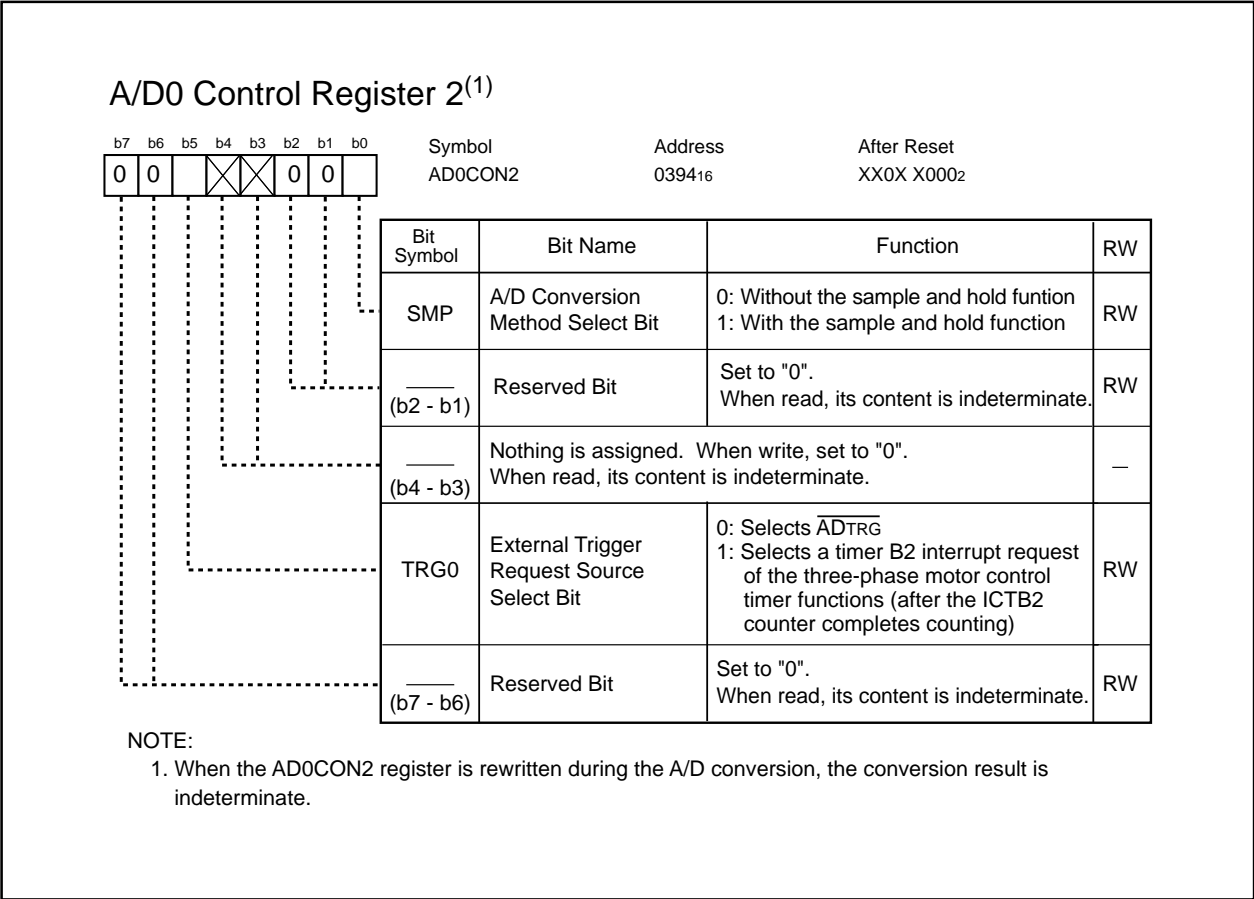 A/D0 Control Register 2(1)
b7 b6 b5 b4 b3 b2 b1 b0
Symbol Address After Reset
0 0 0 0
AD0CON2 039416 XX0X X0002
Bit Symbol Bit Name Function RW
SMP
A/D Conversion
Method Select Bit
0: Without the sample and hold funtion
1: With the sample and hold function
RW
(b2 - b1)
Reserved Bit
Set to "0".
When read, its content is indeterminate.
RW
(b4 - b3)
Nothing is assigned. When write, set to "0".
When read, its content is indeterminate.
—
TRG0
External Trigger
Request Source
Select Bit
0: Selects ADTRG
1: Selects a timer B2 interrupt request
of the three-phase motor control
timer functions (after the ICTB2
counter completes counting)
RW
(b7 - b6)
Reserved Bit
Set to "0".
When read, its content is indeterminate.
RW
NOTE:
1. When the AD0CON2 register is rewritten during the A/D conversion, the conversion result is
indeterminate.